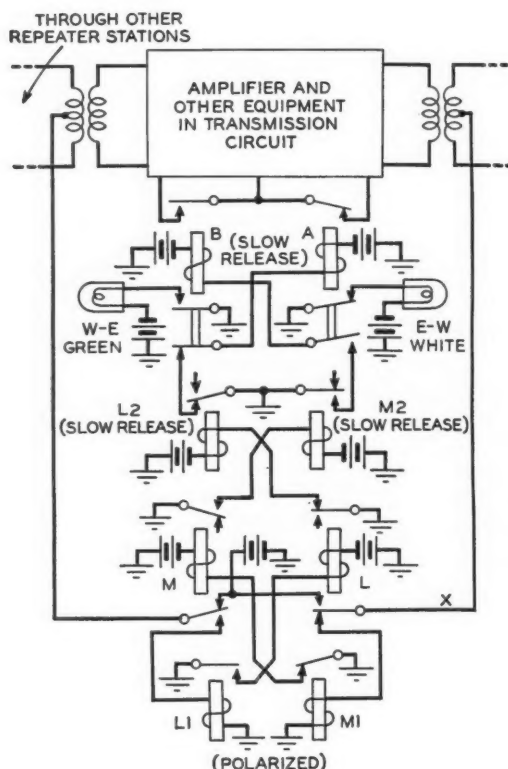 THROUGH OTHER
REPEATER STATIONS
AMPLIFIER AND
OTHER EQUIPMENT
IN TRANSMISSION
CIRCUIT
B
(SLOW
RELEASE)
A
W-E
GREEN
E-W
WHITE
L2
(SLOW RELEASE)
M2
(SLOW RELEASE)
M
L
X
L1
M1
(POLARIZED)